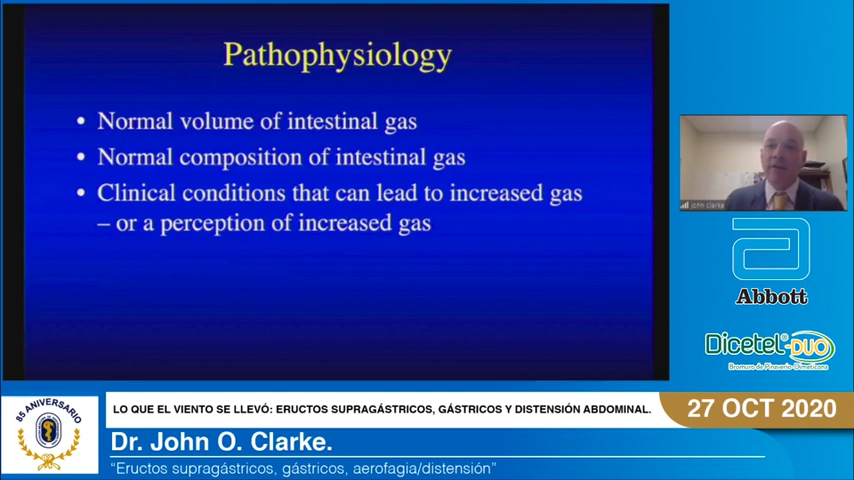 Pathophysiology
• Normal volume of intestinal gas
• Normal composition of intestinal gas
• Clinical conditions that can lead to increased gas
– or a perception of increased gas
John Clarke
Abbott
Dicetel®-DUO
Bromuro de Pinaverio-Dimeticona
85 ANIVERSARIO
LO QUE EL VIENTO SE LLEVÓ: ERUCTOS SUPRAGÁSTRICOS, GÁSTRICOS Y DISTENSIÓN ABDOMINAL.
27 OCT 2020
Dr. John O. Clarke.
“Eructos supragástricos, gástricos, aerofagia/distensión”